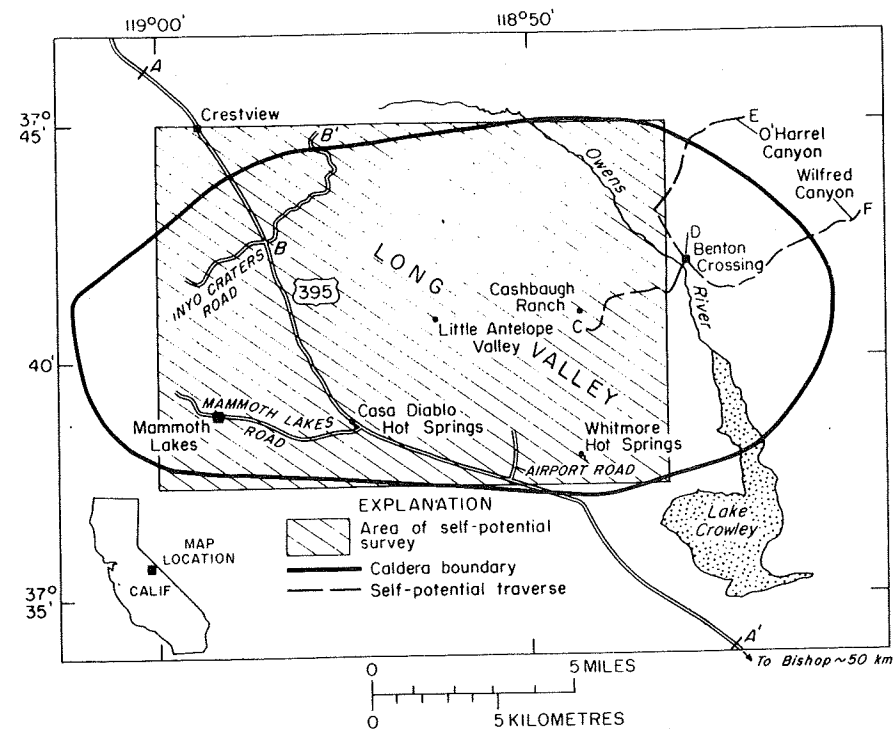 119°00'
118°50'
A
37°
45'
Crestview
B'
E
O'Harrel
Canyon
Wilfred
Canyon
F
Owens
D
Benton
Crossing
B
INYO CRATERS
ROAD
395
LONG
Cashbaugh
Ranch
C
River
Little Antelope
Valley
VALLEY
40'
MAMMOTH LAKES
ROAD
Casa Diablo
Hot Springs
Mammoth
Lakes
Whitmore
Hot Springs
AIRPORT ROAD
Lake
Crowley
EXPLANATION
Area of self-potential
survey
Caldera boundary
Self-potential traverse
MAP
LOCATION
CALIF
37°
35'
A'
To Bishop ~50 km
0 5 MILES
0 5 KILOMETRES